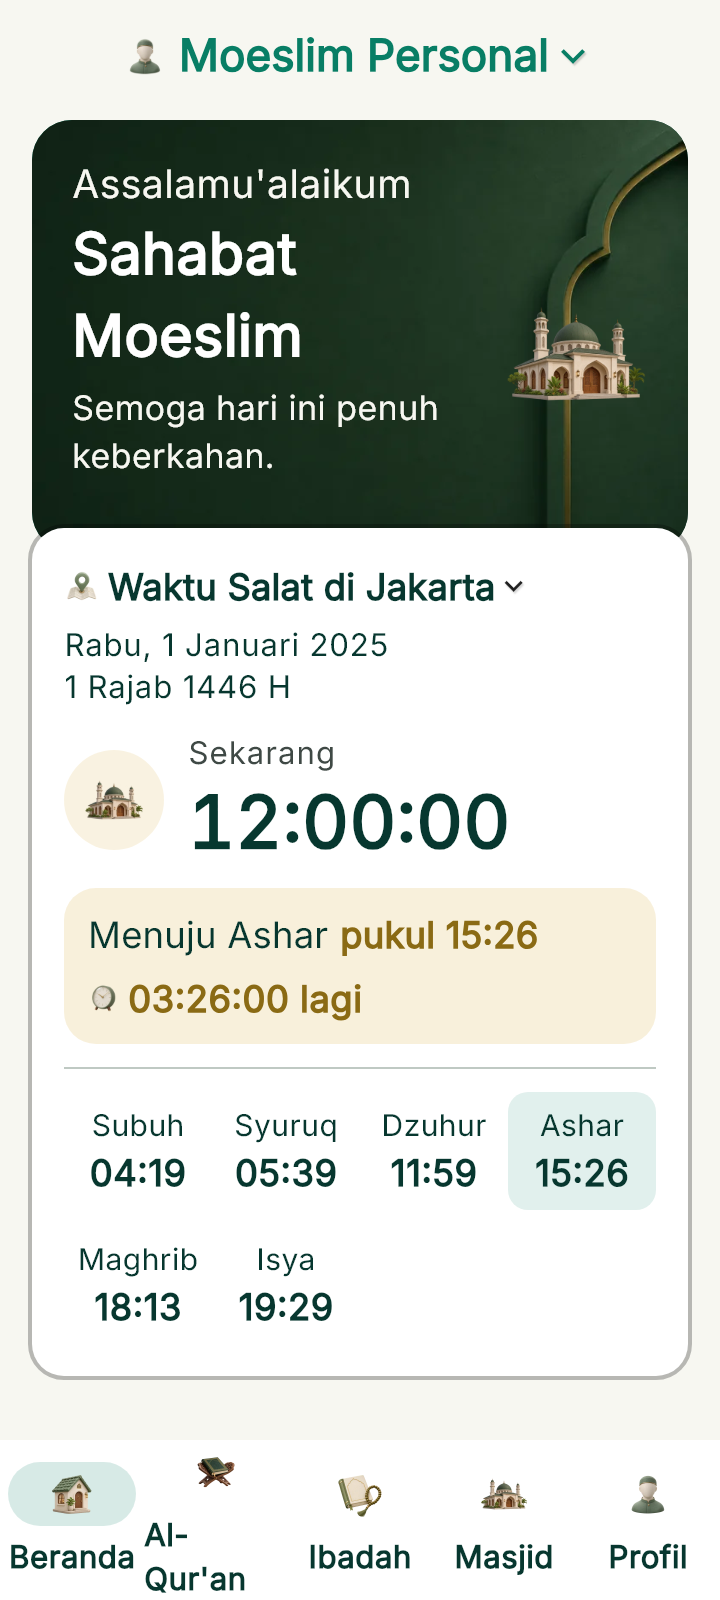 Moeslim Personal
Assalamu'alaikum
Sahabat
Moeslim
Semoga hari ini penuh
keberkahan.
Waktu Salat di Jakarta
Rabu, 1 Januari 2025
1 Rajab 1446 H
Sekarang
12:00:00
Menuju Ashar pukul 15:26
03:26:00 lagi
Subuh Syuruq Dzuhur Ashar
04:19 05:39 11:59 15:26
Maghrib Isya
18:13 19:29
Beranda Al-Qur'an Ibadah Masjid Profil